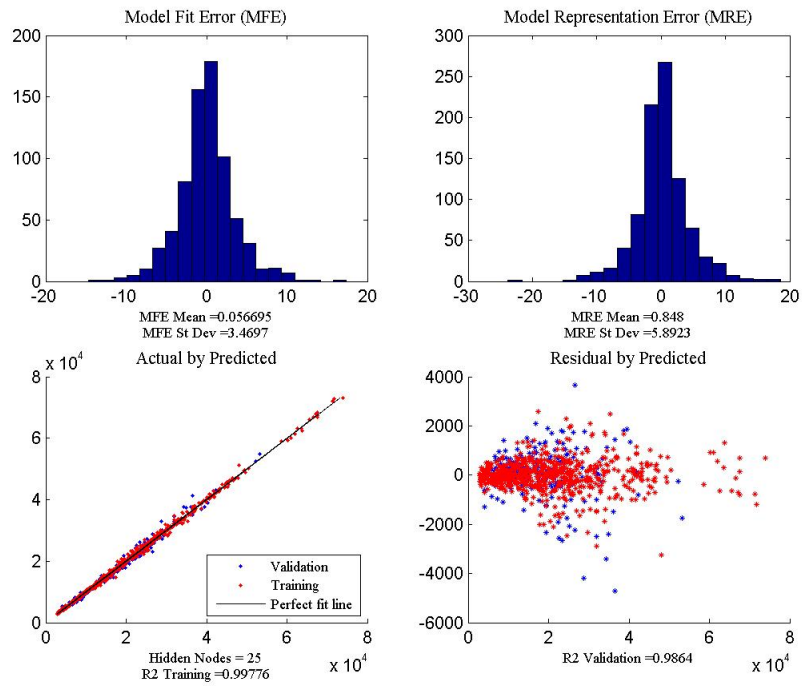 Model Fit Error (MFE)
200
150
100
50
0
-20 -10 0 10 20
MFE Mean =0.056695
MFE St Dev =3.4697
Model Representation Error (MRE)
300
250
200
150
100
50
0
-30 -20 -10 0 10 20
MRE Mean =0.848
MRE St Dev =5.8923
x 10^4
Actual by Predicted
8
6
4
2
0
0 2 4 6 8
x 10^4
Validation
Training
Perfect fit line
Hidden Nodes = 25
R2 Training =0.99776
Residual by Predicted
4000
2000
0
-2000
-4000
-6000
0 2 4 6 8
x 10^4
R2 Validation =0.9864